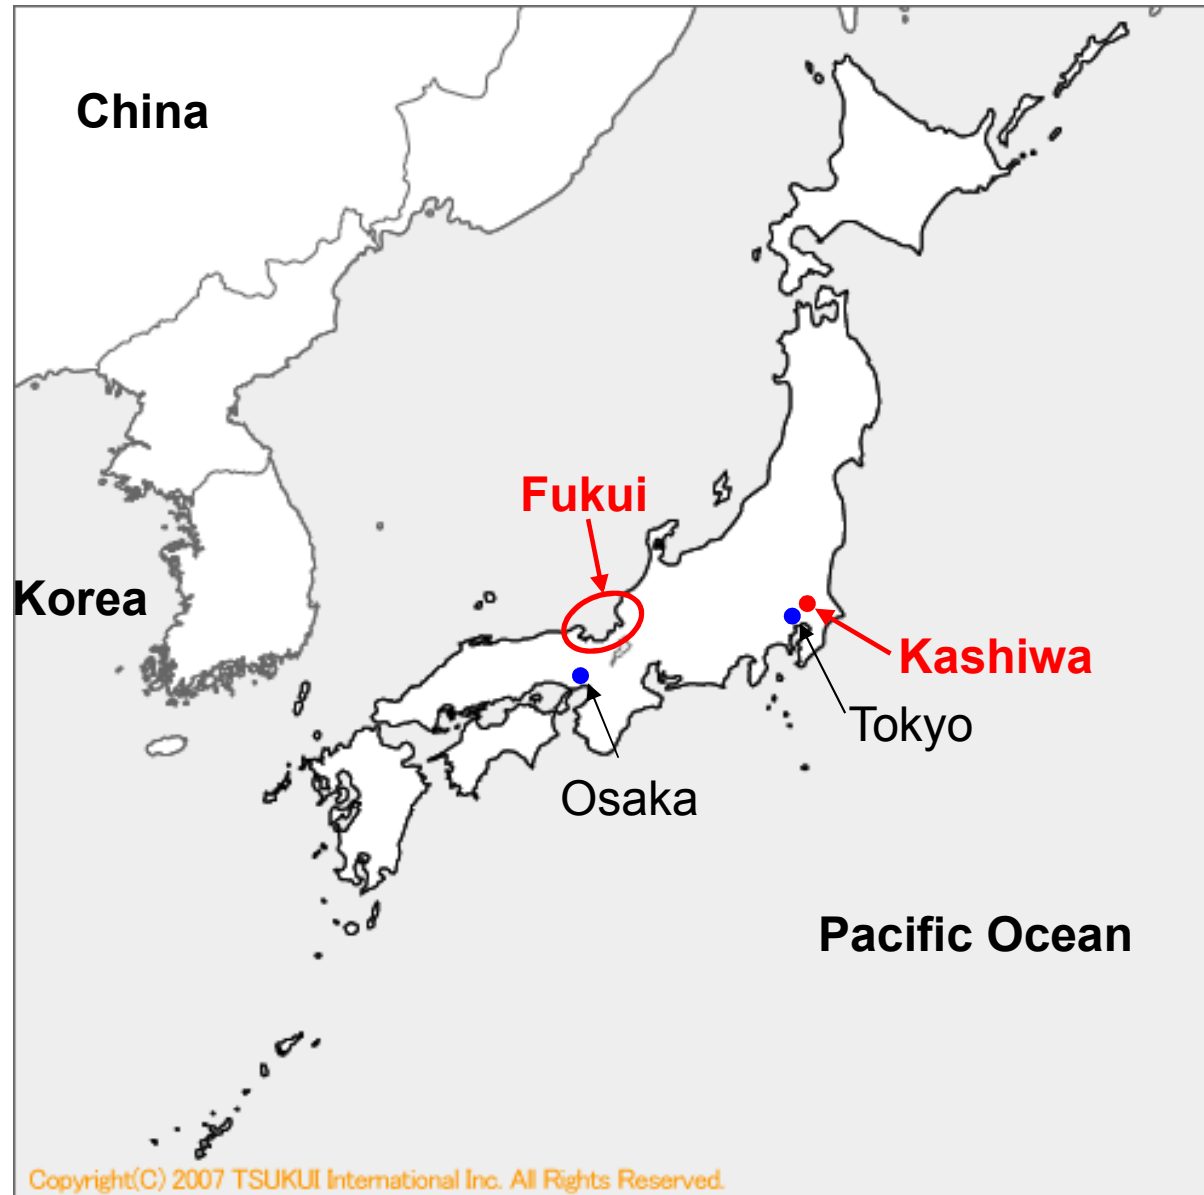 China
Fukui
Korea
Kashiwa
Tokyo
Osaka
Pacific Ocean
Copyright(C) 2007 TSUKUI International Inc. All Rights Reserved.